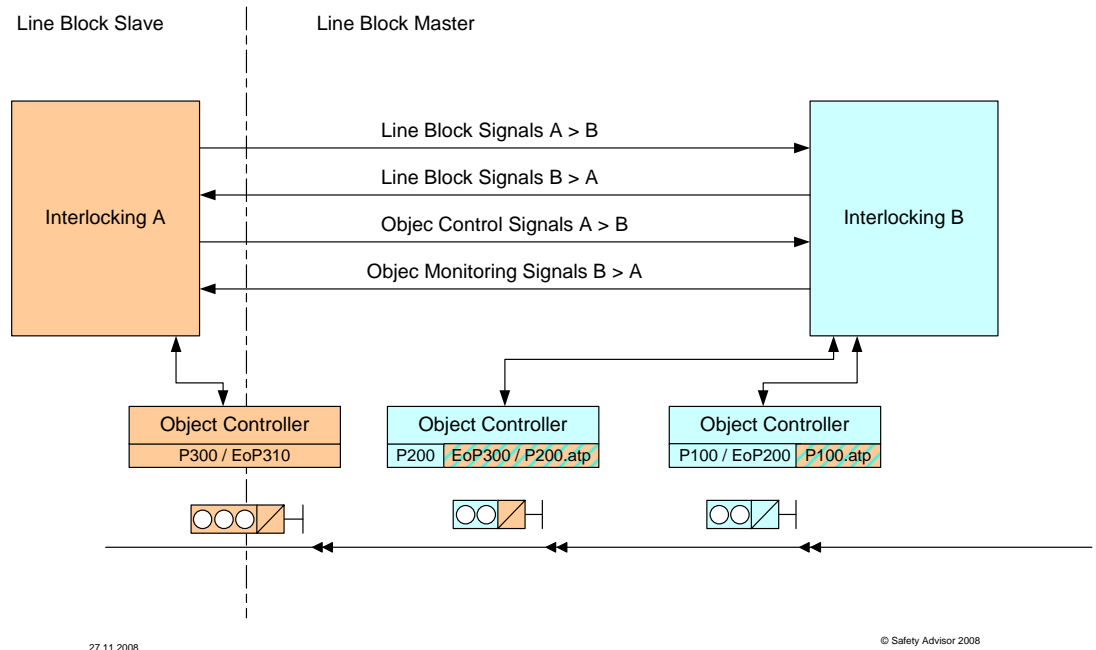 Line Block Slave
Line Block Master
Line Block Signals A > B
Line Block Signals B > A
Interlocking A
Interlocking B
Objec Control Signals A > B
Objec Monitoring Signals B > A
Object Controller
P300 / EoP310
Object Controller
P200
EoP300 / P200.atp
Object Controller
P100 / EoP200
P100.atp
27.11.2008
© Safety Advisor 2008